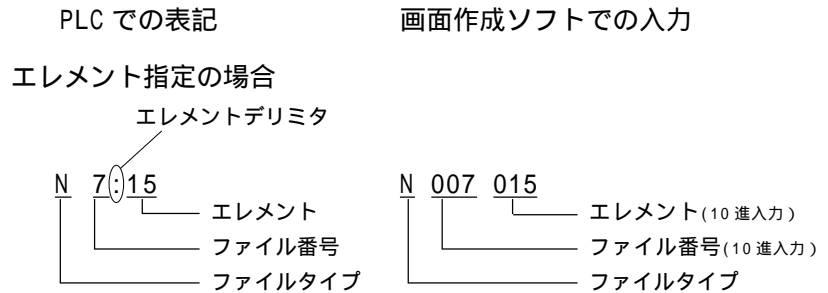 PLC での表記 画面作成ソフトでの入力
エレメント指定の場合
エレメントデリミタ
N 7:15 N 007 015
エレメント エレメント(10 進入力)
ファイル番号 ファイル番号(10 進入力)
ファイルタイプ ファイルタイプ